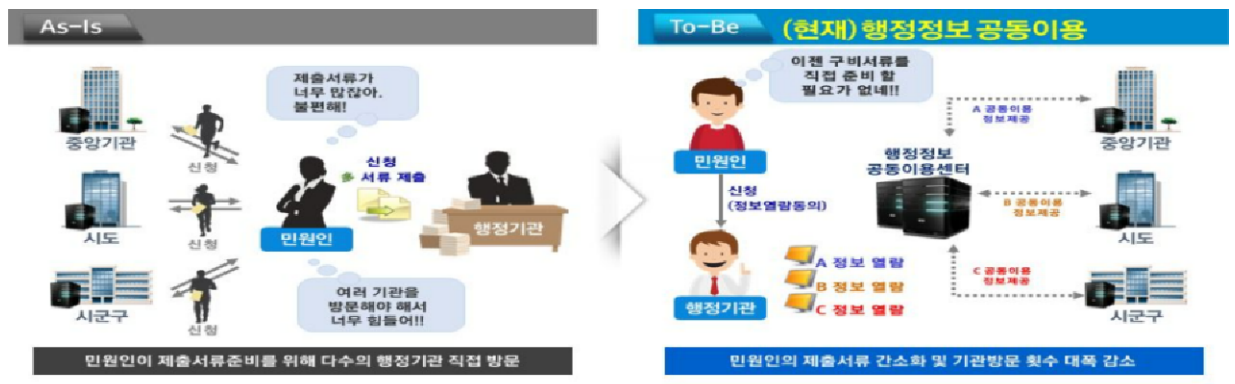 As-Is
제출서류가
너무 많잖아.
불편해!
중앙기관
신청
시도
신청
시군구
신청
신청
多 서류 제출
민원인
행정기관
여러 기관을
방문해야 해서
너무 힘들어!!
민원인이 제출서류준비를 위해 다수의 행정기관 직접 방문
To-Be
(현재) 행정정보 공동이용
이젠 구비서류를
직접 준비 할
필요가 없네!!
민원인
신청
(정보열람동의)
행정기관
A 정보 열람
B 정보 열람
C 정보 열람
행정정보
공동이용센터
A 공동이용
정보제공
B 공동이용
정보제공
C 공동이용
정보제공
중앙기관
시도
시군구
민원인의 제출서류 간소화 및 기관방문 횟수 대폭 감소